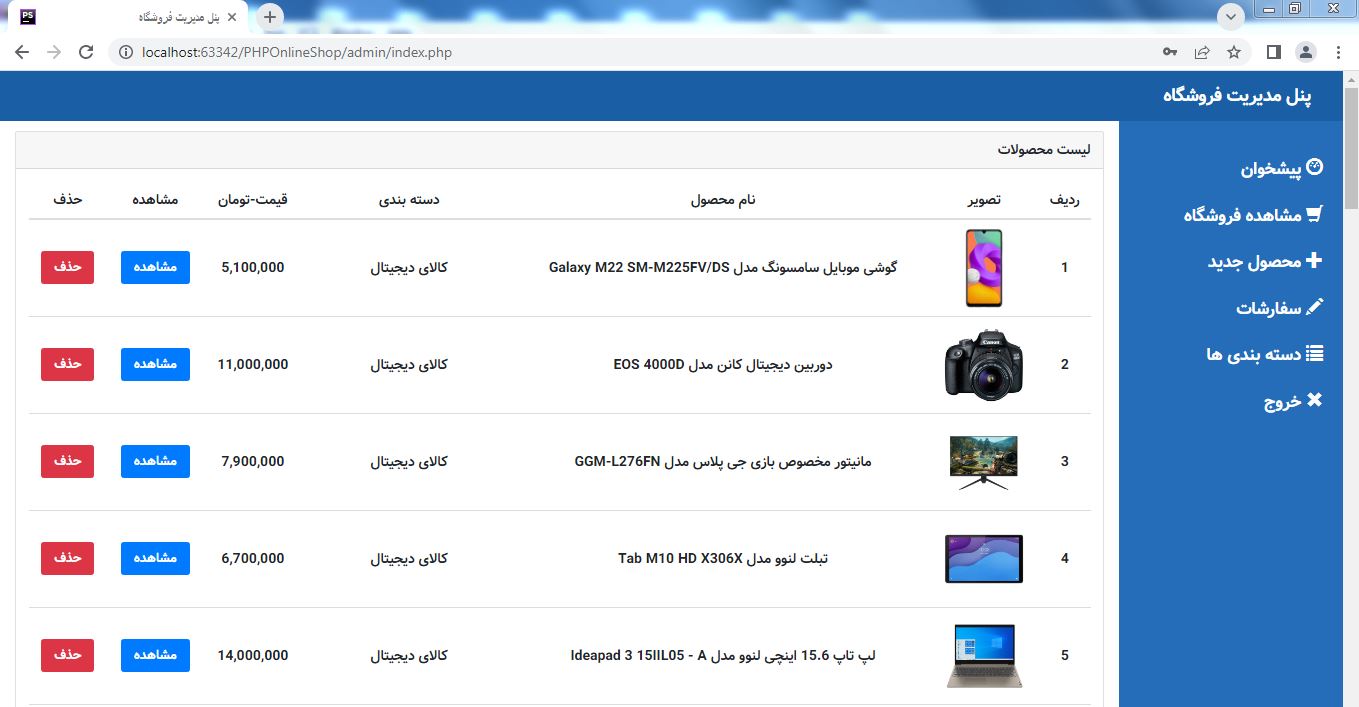 پنل مدیریت فروشگاه
localhost:63342/PHPOnlineShop/admin/index.php
پنل مدیریت فروشگاه
پیشخوان
مشاهده فروشگاه
محصول جدید
سفارشات
دسته بندی ها
خروج
لیست محصولات
ردیف تصویر نام محصول دسته بندی قیمت-تومان مشاهده حذف
1 گوشی موبایل سامسونگ مدل Galaxy M22 SM-M225FV/DS کالای دیجیتال 5,100,000 مشاهده حذف
2 دوربین دیجیتال کانن مدل EOS 4000D کالای دیجیتال 11,000,000 مشاهده حذف
3 مانیتور مخصوص بازی جی پلاس مدل GGM-L276FN کالای دیجیتال 7,900,000 مشاهده حذف
4 تبلت لنوو مدل Tab M10 HD X306X کالای دیجیتال 6,700,000 مشاهده حذف
5 لپ تاپ 15.6 اینچی لنوو مدل Ideapad 3 15IIL05 - A کالای دیجیتال 14,000,000 مشاهده حذف